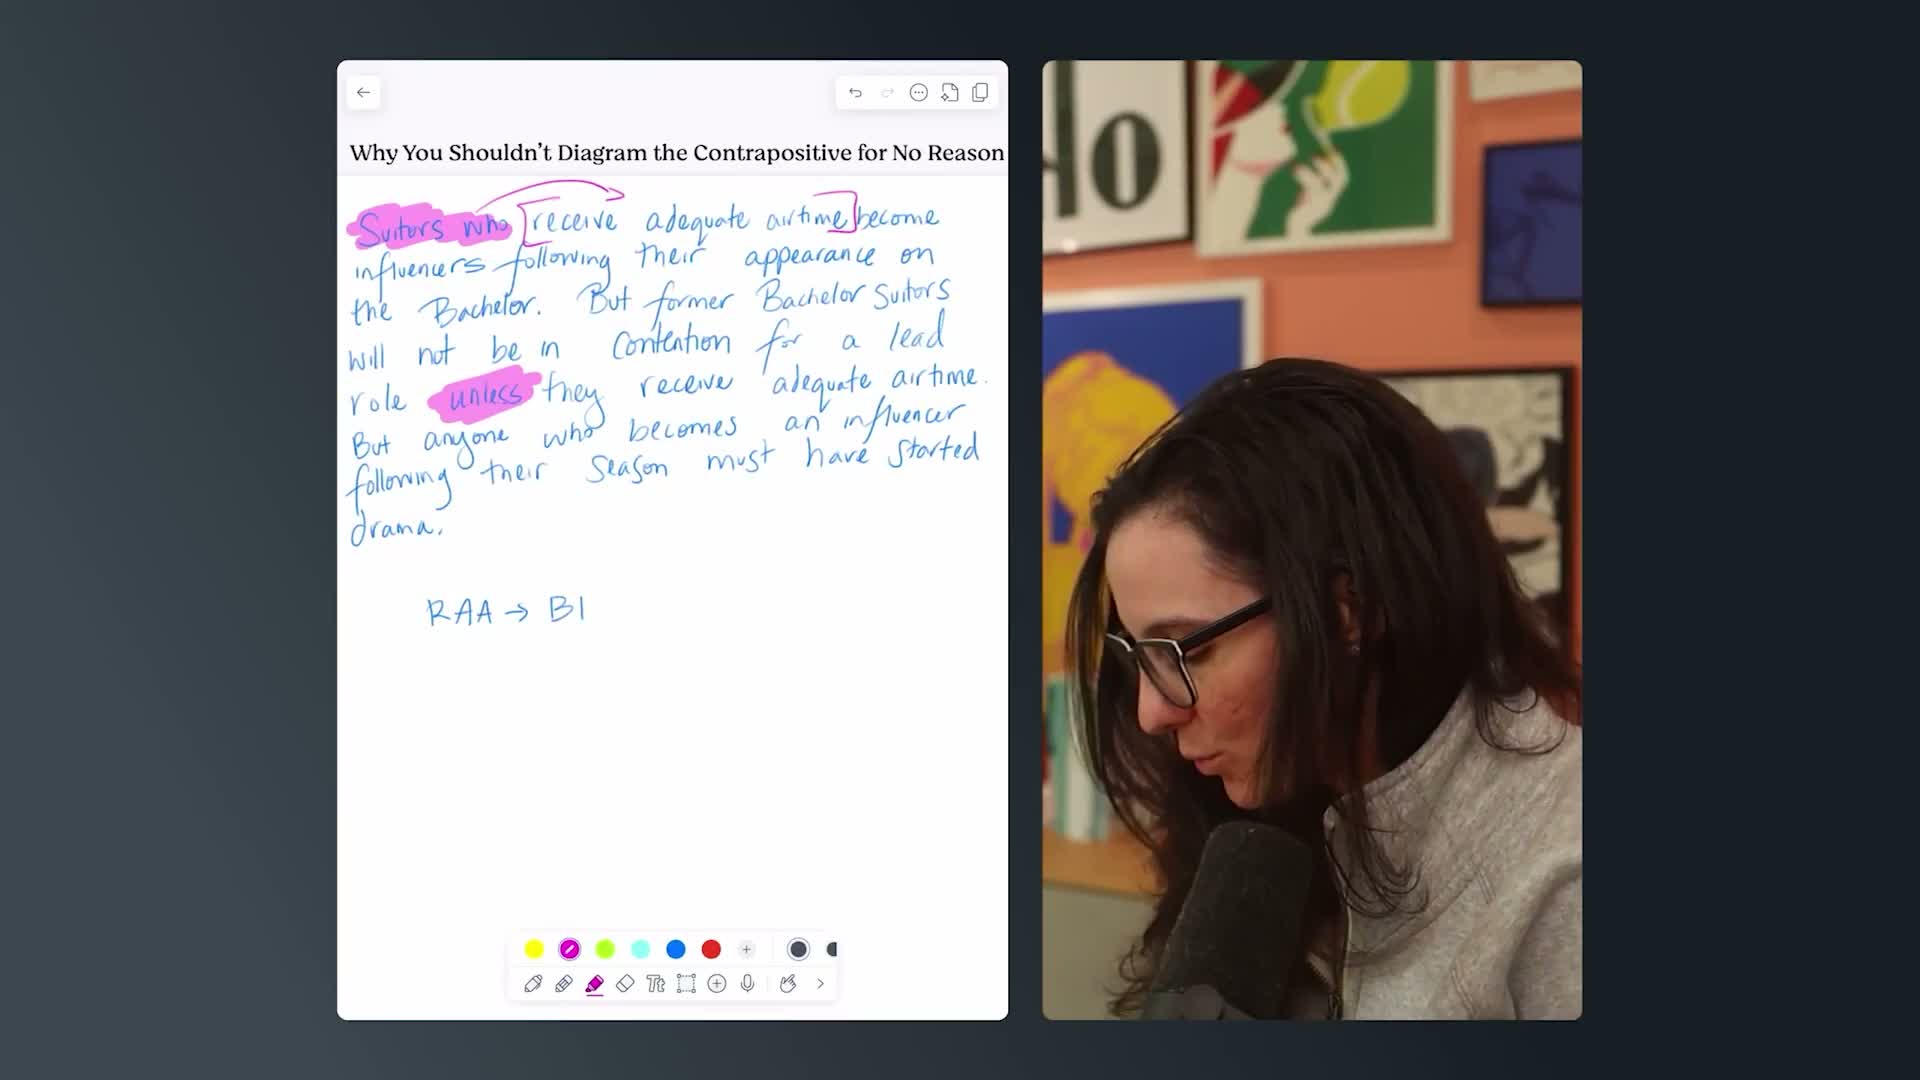 No
Why You Shouldn't Diagram the Contrapositive for No Reason
Suitors who receive adequate airtime become
influencers following their appearance on
the Bachelor. But former Bachelor Suitors
will not be in contention for a lead
role unless they receive adequate airtime.
But anyone who becomes an influencer
following their season must have started
drama.
RAA → BI
Tt